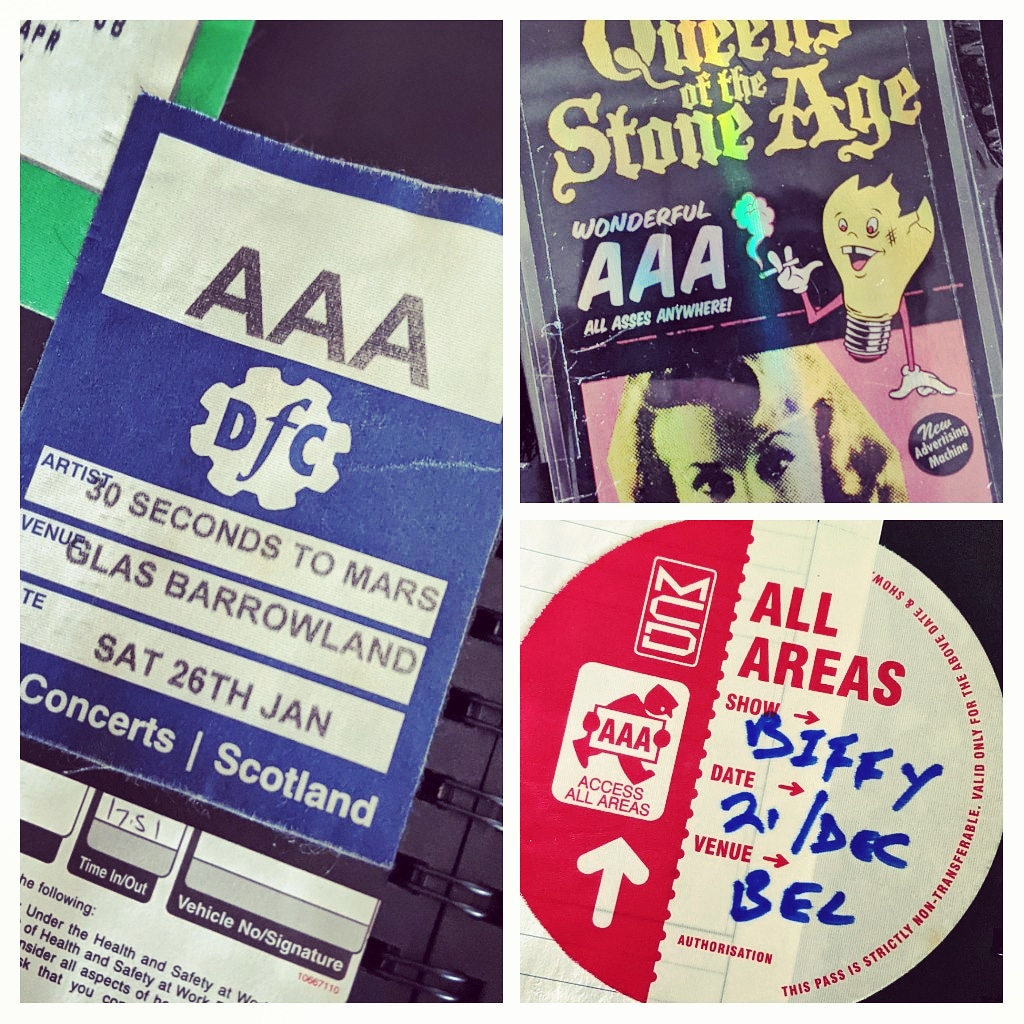 APR
AAA
DfC
ARTIST
30 SECONDS TO MARS
VENUE
GLAS BARROWLAND
TE
SAT 26TH JAN
Concerts | Scotland
17.51
Time In/Out
Vehicle No/Signature
10667110
he following:
Under the Health and Safety at
of Health and Safety at Work
nsider all aspects of
sk that you
Queens
of the
Stone Age
WONDERFUL
AAA
ALL ASSES ANYWHERE!
New
Advertising
Machine
ALL
AREAS
SHOW
BIFFY
DATE
21/DEC
VENUE
BEL
AUTHORISATION
AAA
ACCESS
ALL AREAS
THIS PASS IS STRICTLY NON-TRANSFERABLE. VALID ONLY FOR THE ABOVE DATE & SHOW.